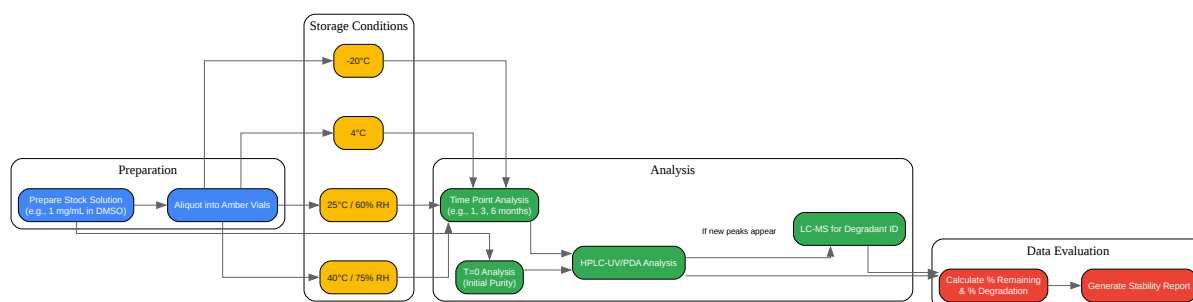 Storage Conditions
-20°C
4°C
Preparation
Prepare Stock Solution
(e.g., 1 mg/mL in DMSO)
Aliquot into Amber Vials
25°C / 60% RH
40°C / 75% RH
Analysis
Time Point Analysis
(e.g., 1, 3, 6 months)
T=0 Analysis
(Initial Purity)
HPLC-UV/PDA Analysis
If new peaks appear
LC-MS for Degradant ID
Data Evaluation
Calculate % Remaining
& % Degradation
Generate Stability Report